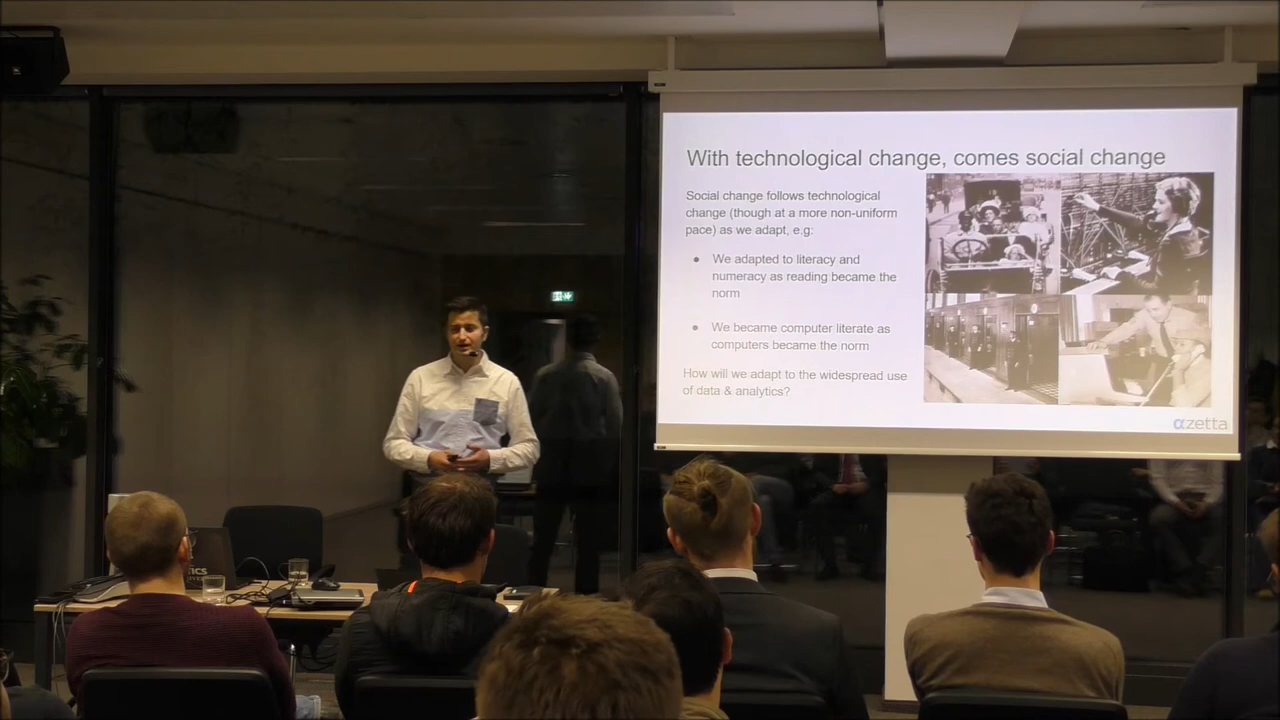 With technological change, comes social change
Social change follows technological
change (though at a more non-uniform
pace) as we adapt, e.g:
● We adapted to literacy and
numeracy as reading became the
norm
● We became computer literate as
computers became the norm
How will we adapt to the widespread use
of data & analytics?
αzetta